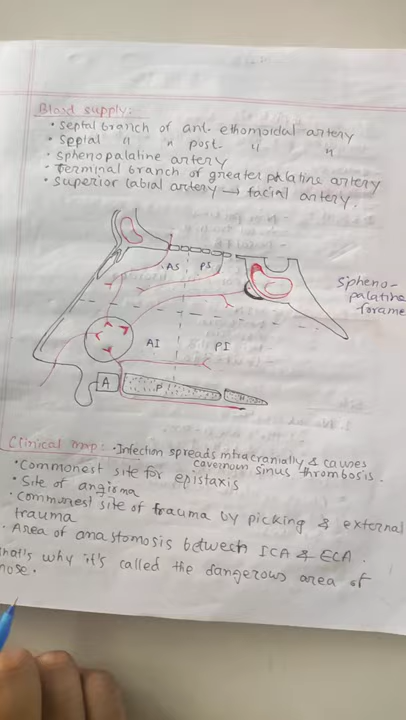 Blood supply:-
• septal branch of ant. ethomoidal artery
• septal " " post. " "
• sphenopalatine artery
• terminal branch of greater palatine artery
• superior labial artery → facial artery.
AS PS
spheno-
palatine
forame
AI PI
A P H
Clinical imp:- • Infection spreads intracranially & causes
cavernous sinus thrombosis.
• Commonest site for epistaxis
• Site of angioma
• Communest site of trauma by picking & external
trauma
• Area of anastomosis between ICA & ECA.
that's why it's called the dangerous area of
nose.